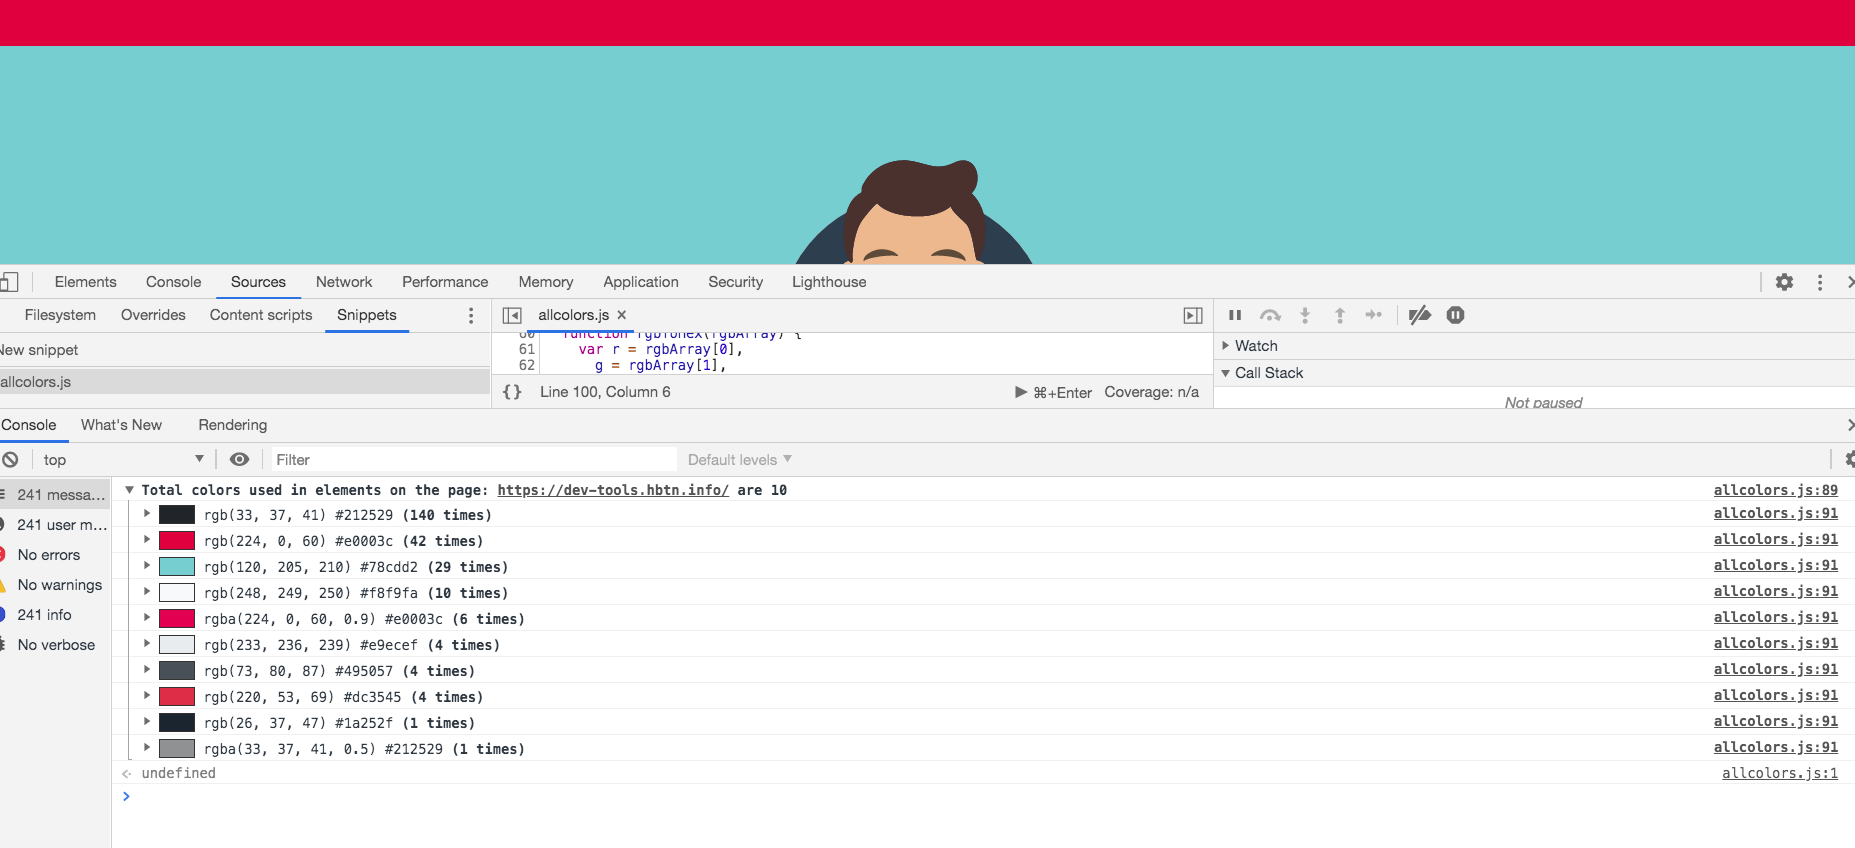 Elements Console Sources Network Performance Memory Application Security Lighthouse
Filesystem Overrides Content scripts Snippets
allcolors.js ×
New snippet
allcolors.js
60 function rgbToHex(rgbArray) {
61 var r = rgbArray[0],
62 g = rgbArray[1],
{} Line 100, Column 6 ⌘+Enter Coverage: n/a
Watch
Call Stack
Not paused
Console What's New Rendering
top Filter Default levels
241 messa...
241 user m...
No errors
No warnings
241 info
No verbose
Total colors used in elements on the page: https://dev-tools.hbtn.info/ are 10 allcolors.js:89
rgb(33, 37, 41) #212529 (140 times) allcolors.js:91
rgb(224, 0, 60) #e0003c (42 times) allcolors.js:91
rgb(120, 205, 210) #78cdd2 (29 times) allcolors.js:91
rgb(248, 249, 250) #f8f9fa (10 times) allcolors.js:91
rgba(224, 0, 60, 0.9) #e0003c (6 times) allcolors.js:91
rgb(233, 236, 239) #e9ecef (4 times) allcolors.js:91
rgb(73, 80, 87) #495057 (4 times) allcolors.js:91
rgb(220, 53, 69) #dc3545 (4 times) allcolors.js:91
rgb(26, 37, 47) #1a252f (1 times) allcolors.js:91
rgba(33, 37, 41, 0.5) #212529 (1 times) allcolors.js:91
undefined allcolors.js:1